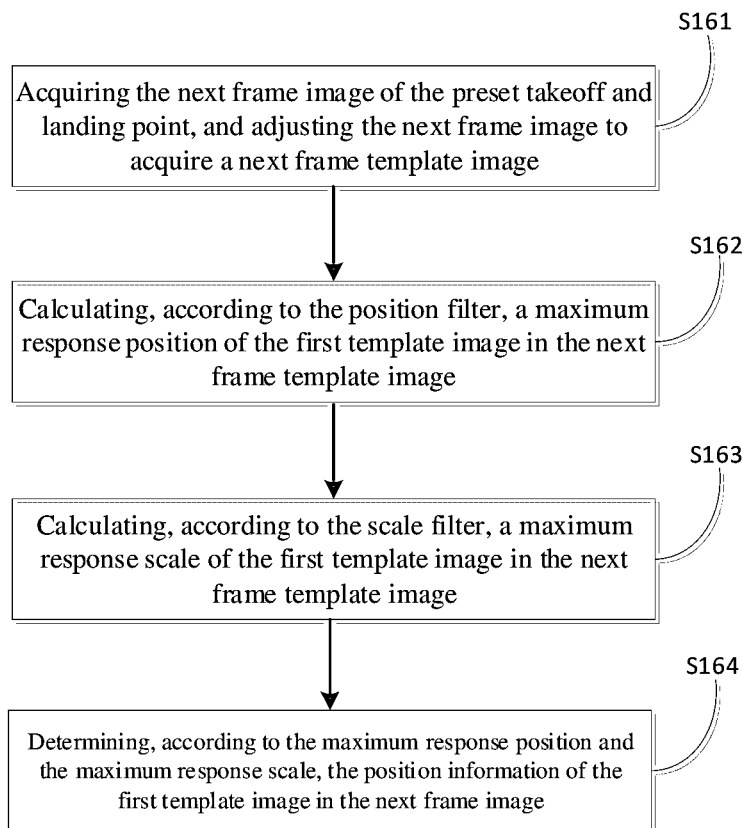 S161
Acquiring the next frame image of the preset takeoff and
landing point, and adjusting the next frame image to
acquire a next frame template image
S162
Calculating, according to the position filter, a maximum
response position of the first template image in the next
frame template image
S163
Calculating, according to the scale filter, a maximum
response scale of the first template image in the next
frame template image
S164
Determining, according to the maximum response position and
the maximum response scale, the position information of the
first template image in the next frame image